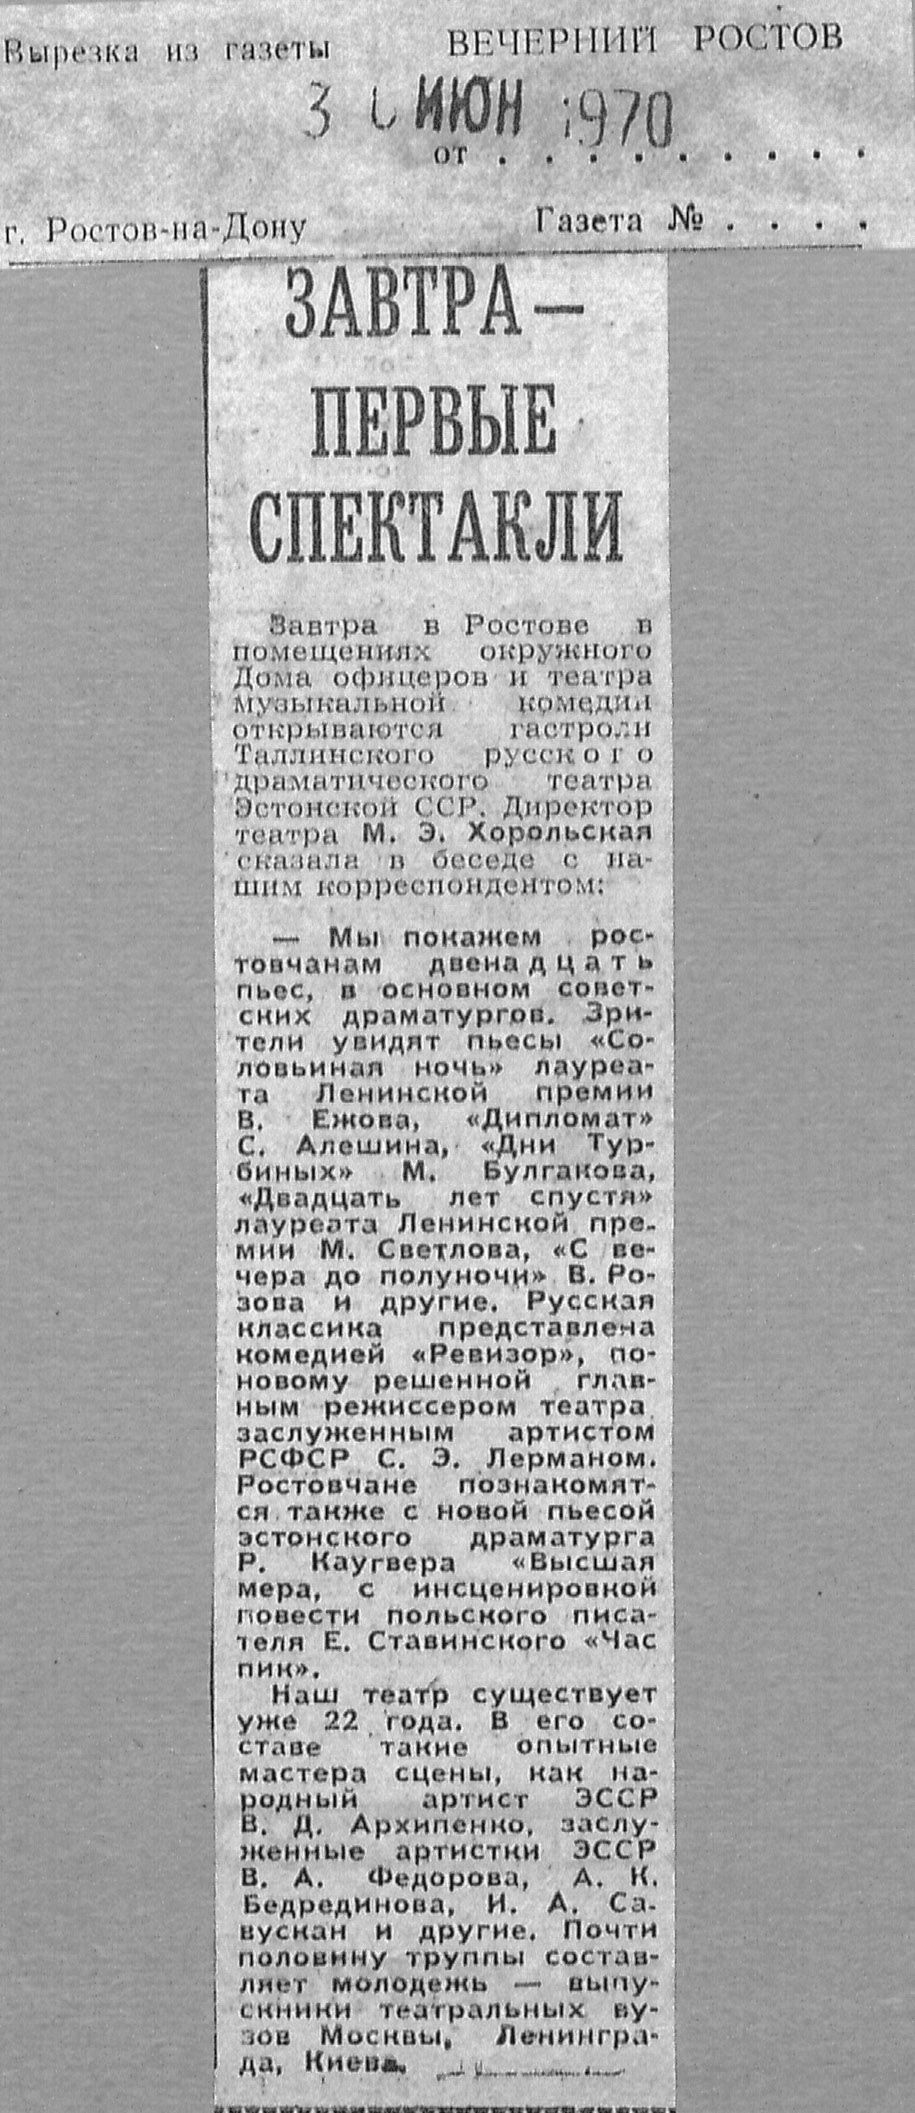 Вырезка из газеты ВЕЧЕРНИЙ РОСТОВ
3 ИЮН 1970
от . . . . . . . . .
г. Ростов-на-Дону Газета № . . . .
ЗАВТРА —
ПЕРВЫЕ
СПЕКТАКЛИ
Завтра в Ростове в
помещениях окружного
Дома офицеров и театра
музыкальной комедии
открываются гастроли
Таллинского русского
драматического театра
Эстонской ССР. Директор
театра М. Э. Хорольская
сказала в беседе с на-
шим корреспондентом:
— Мы покажем рос-
товчанам двенадцать
пьес, в основном совет-
ских драматургов. Зри-
тели увидят пьесы «Со-
ловьиная ночь» лауреа-
та Ленинской премии
В. Ежова, «Дипломат»
С. Алешина, «Дни Тур-
биных» М. Булгакова,
«Двадцать лет спустя»
лауреата Ленинской пре-
мии М. Светлова, «С ве-
чера до полуночи» В. Ро-
зова и другие. Русская
классика представлена
комедией «Ревизор», по-
новому решенной глав-
ным режиссером театра
заслуженным артистом
РСФСР С. Э. Лерманом.
Ростовчане познакомят-
ся также с новой пьесой
эстонского драматурга
Р. Каугвера «Высшая
мера, с инсценировкой
повести польского писа-
теля Е. Ставинского «Час
пик».
Наш театр существует
уже 22 года. В его со-
ставе такие опытные
мастера сцены, как на-
родный артист ЭССР
В. Д. Архипенко, заслу-
женные артистки ЭССР
В. А. Федорова, А. К.
Бедрединова, И. А. Са-
вускан и другие. Почти
половину труппы состав-
ляет молодежь — выпу-
скники театральных ву-
зов Москвы, Ленингра-
да, Киева.